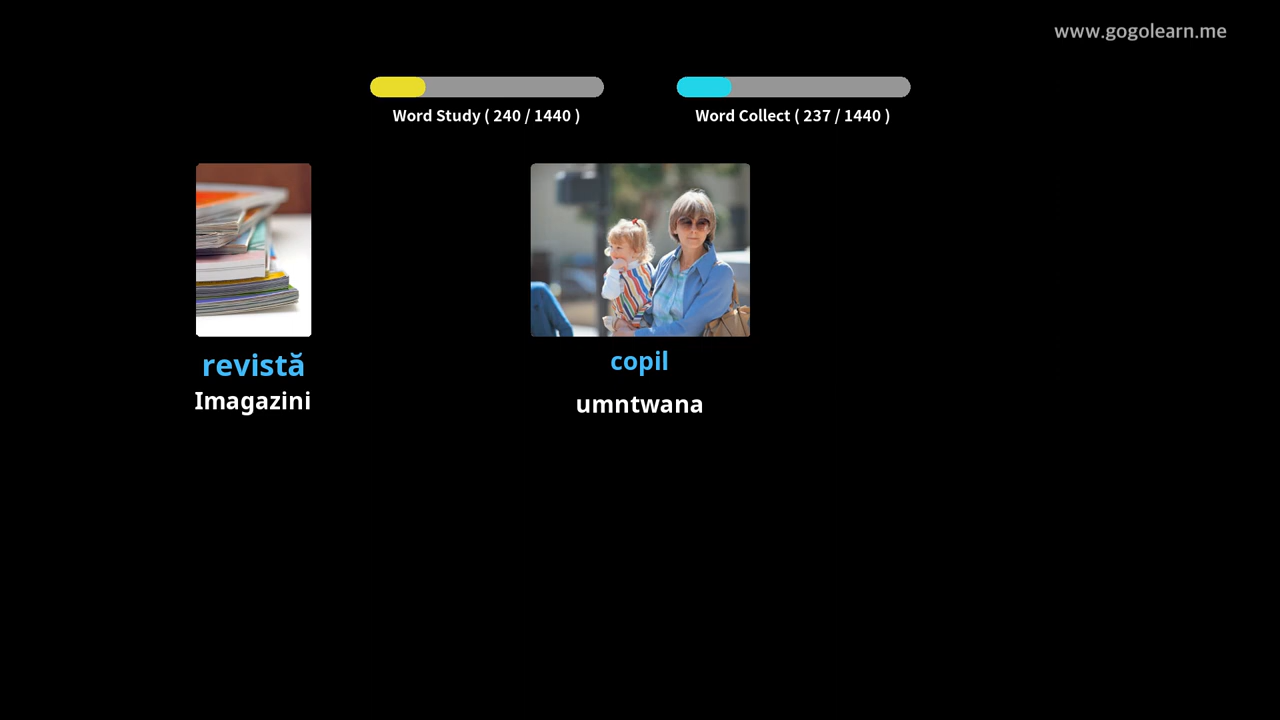 www.gogolearn.me
Word Study ( 240 / 1440 )
Word Collect ( 237 / 1440 )
revistă
Imagazini
copil
umntwana